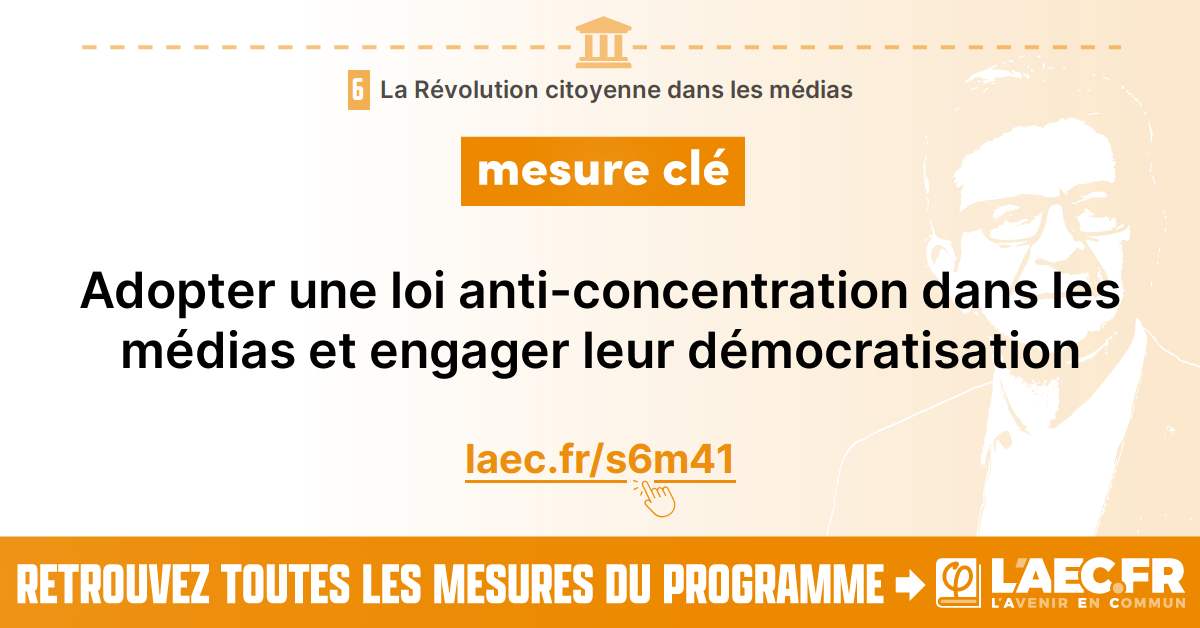 6 La Révolution citoyenne dans les médias
mesure clé
Adopter une loi anti-concentration dans les
médias et engager leur démocratisation
laec.fr/s6m41
RETROUVEZ TOUTES LES MESURES DU PROGRAMME
φ L'AEC.FR
L'AVENIR EN COMMUN